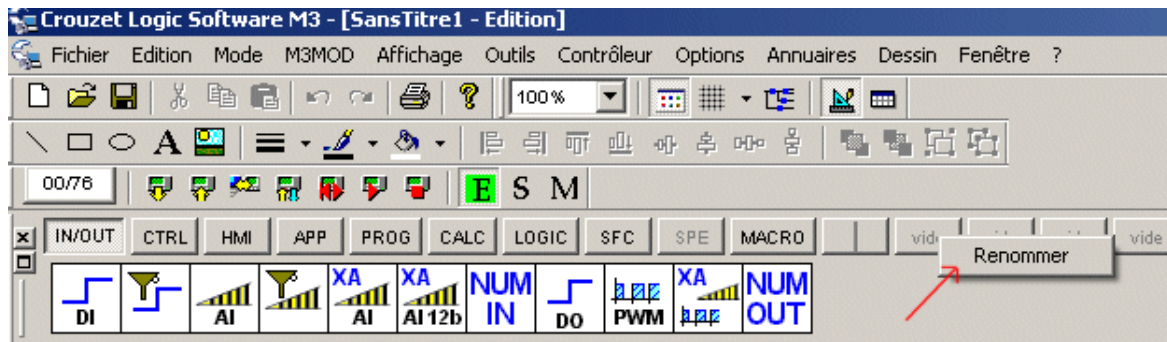 Crouzet Logic Software M3 - [SansTitre1 - Edition]
Fichier Edition Mode M3MOD Affichage Outils Contrôleur Options Annuaires Dessin Fenêtre ?
100%
A
00/76 E S M
IN/OUT CTRL HMI APP PROG CALC LOGIC SFC SPE MACRO vide
Renommer
XA XA NUM XA NUM
DI AI AI AI 12b IN DO PWM OUT